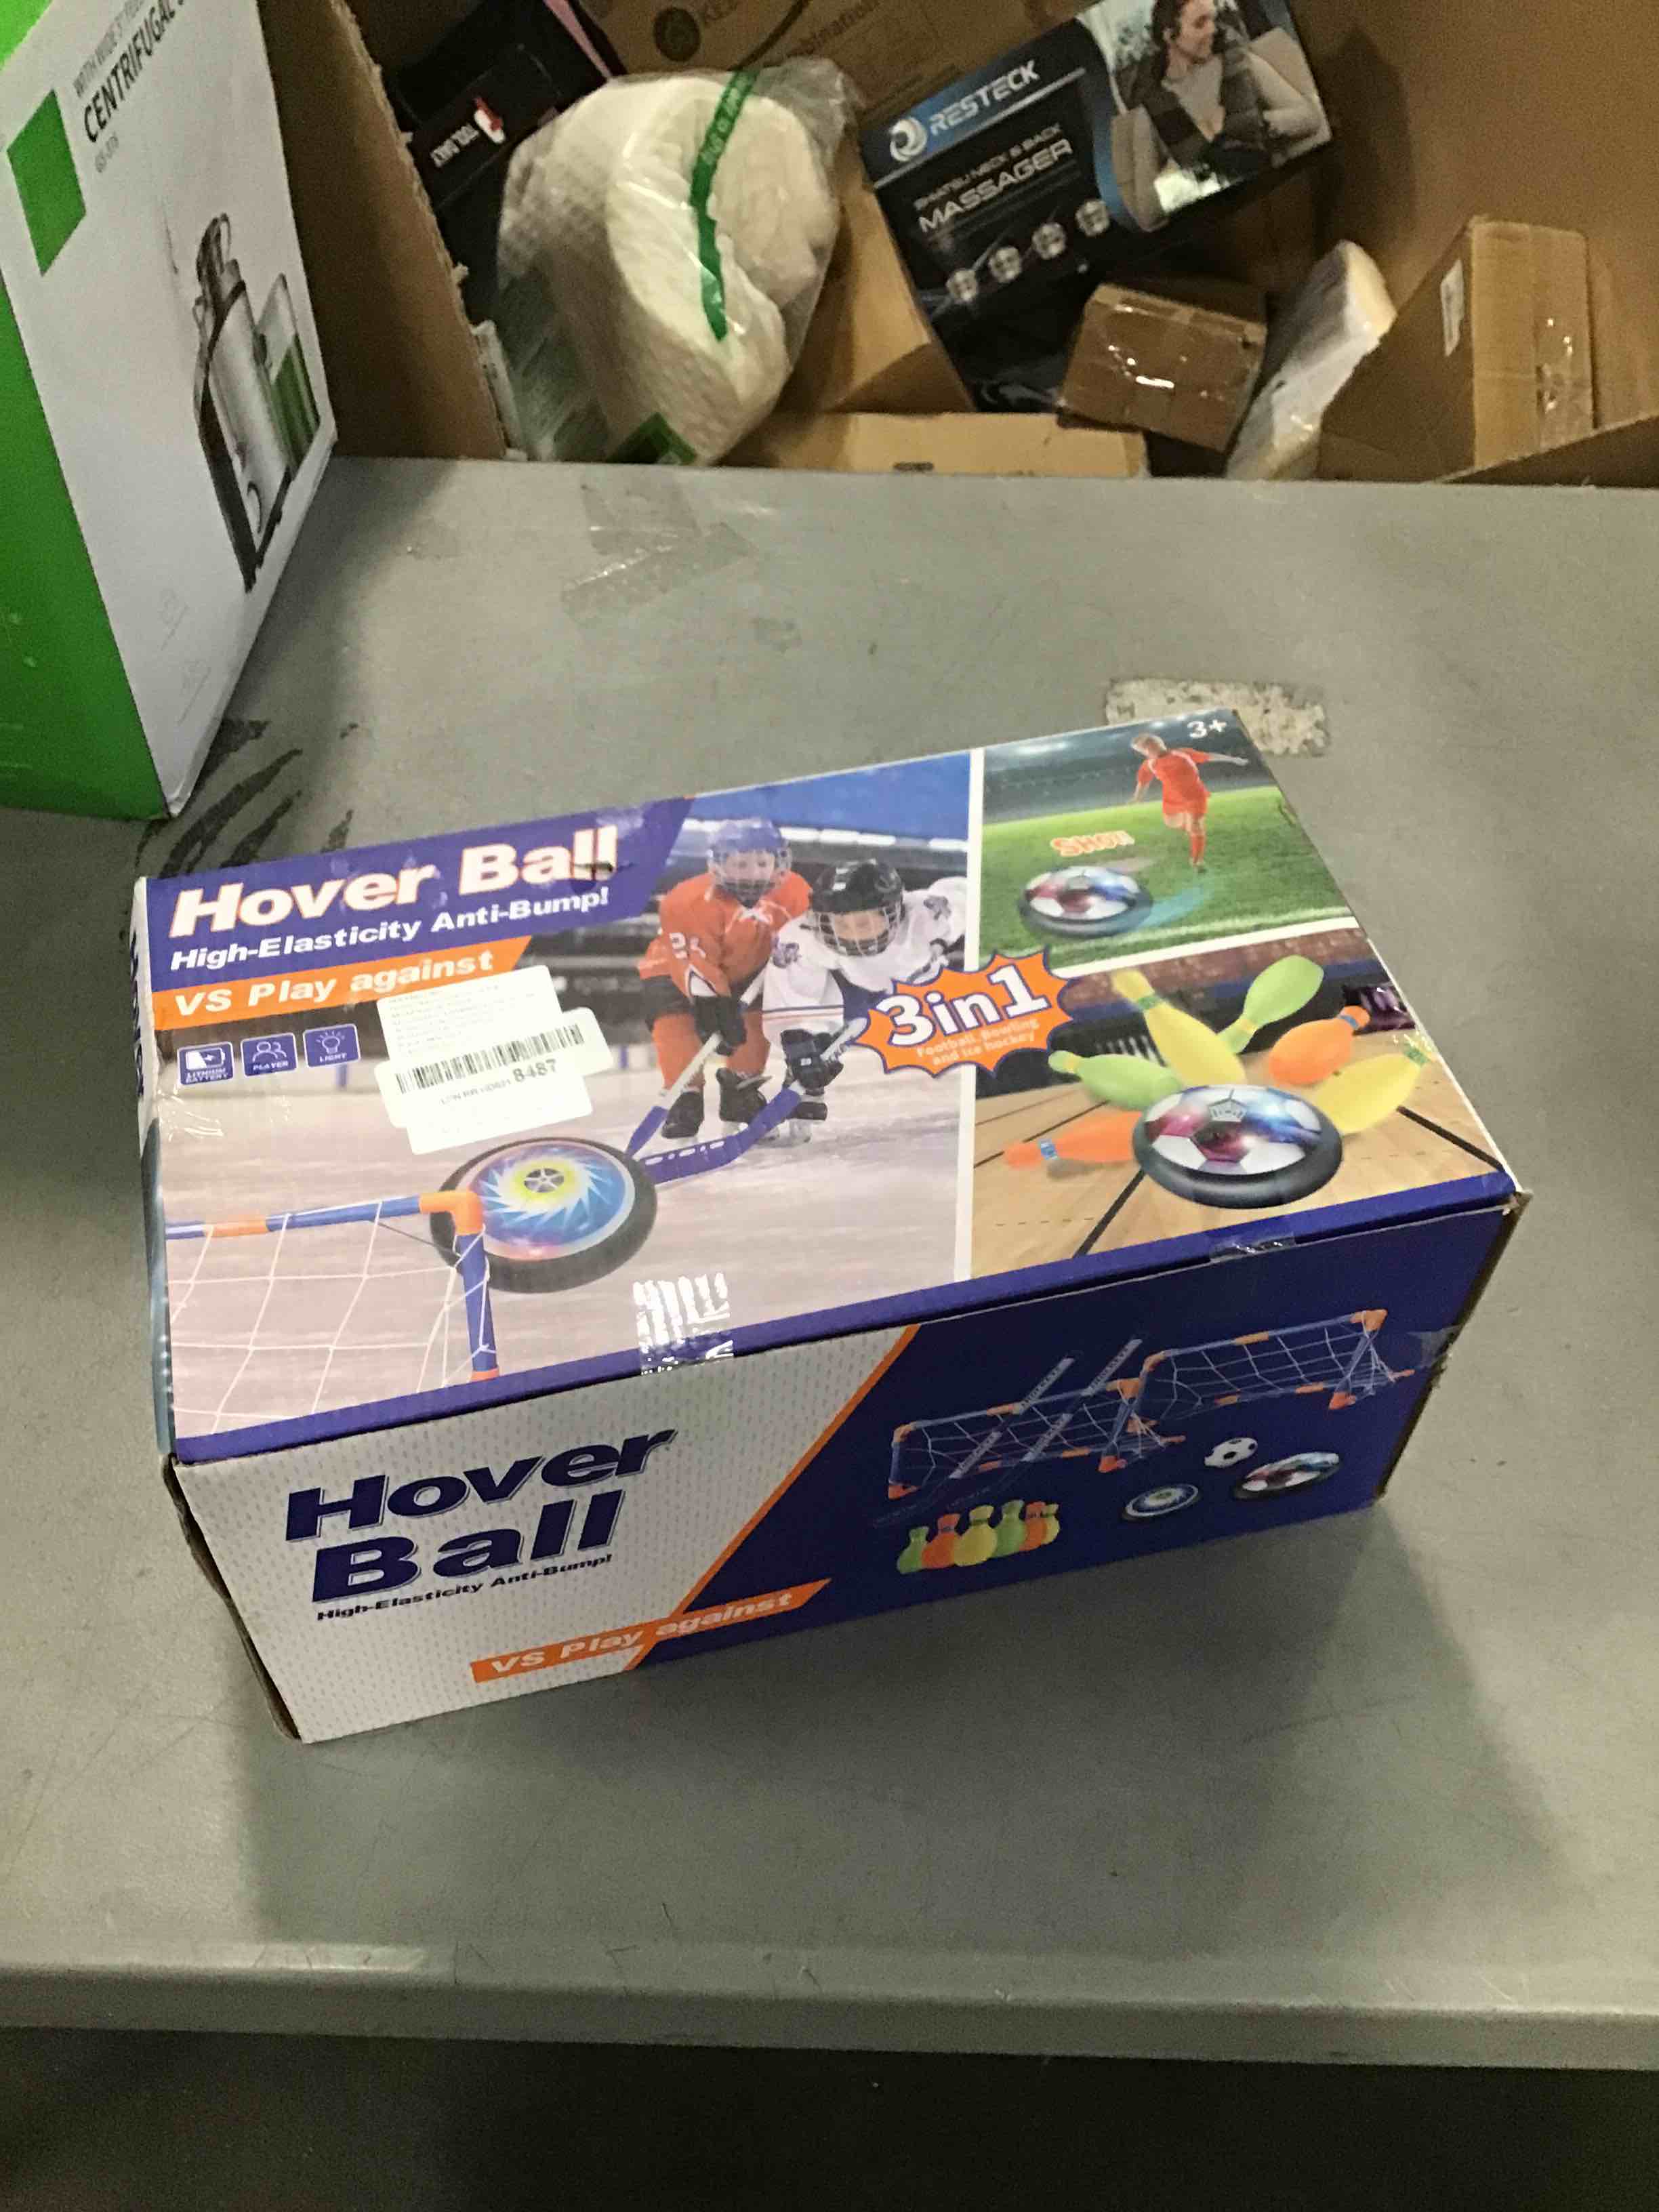 CENTRIFUGAL
RESTECK
SHIATSU NECK & BACK
MASSAGER
3+
Hover Ball
High-Elasticity Anti-Bump!
VS Play against
LITHIUM
BATTERY
PLAYER
LIGHT
8487
SHOT!
3in1
Football, Bowling
and ice hockey
Hover
Ball
High-Elasticity Anti-Bump!
VS Play against